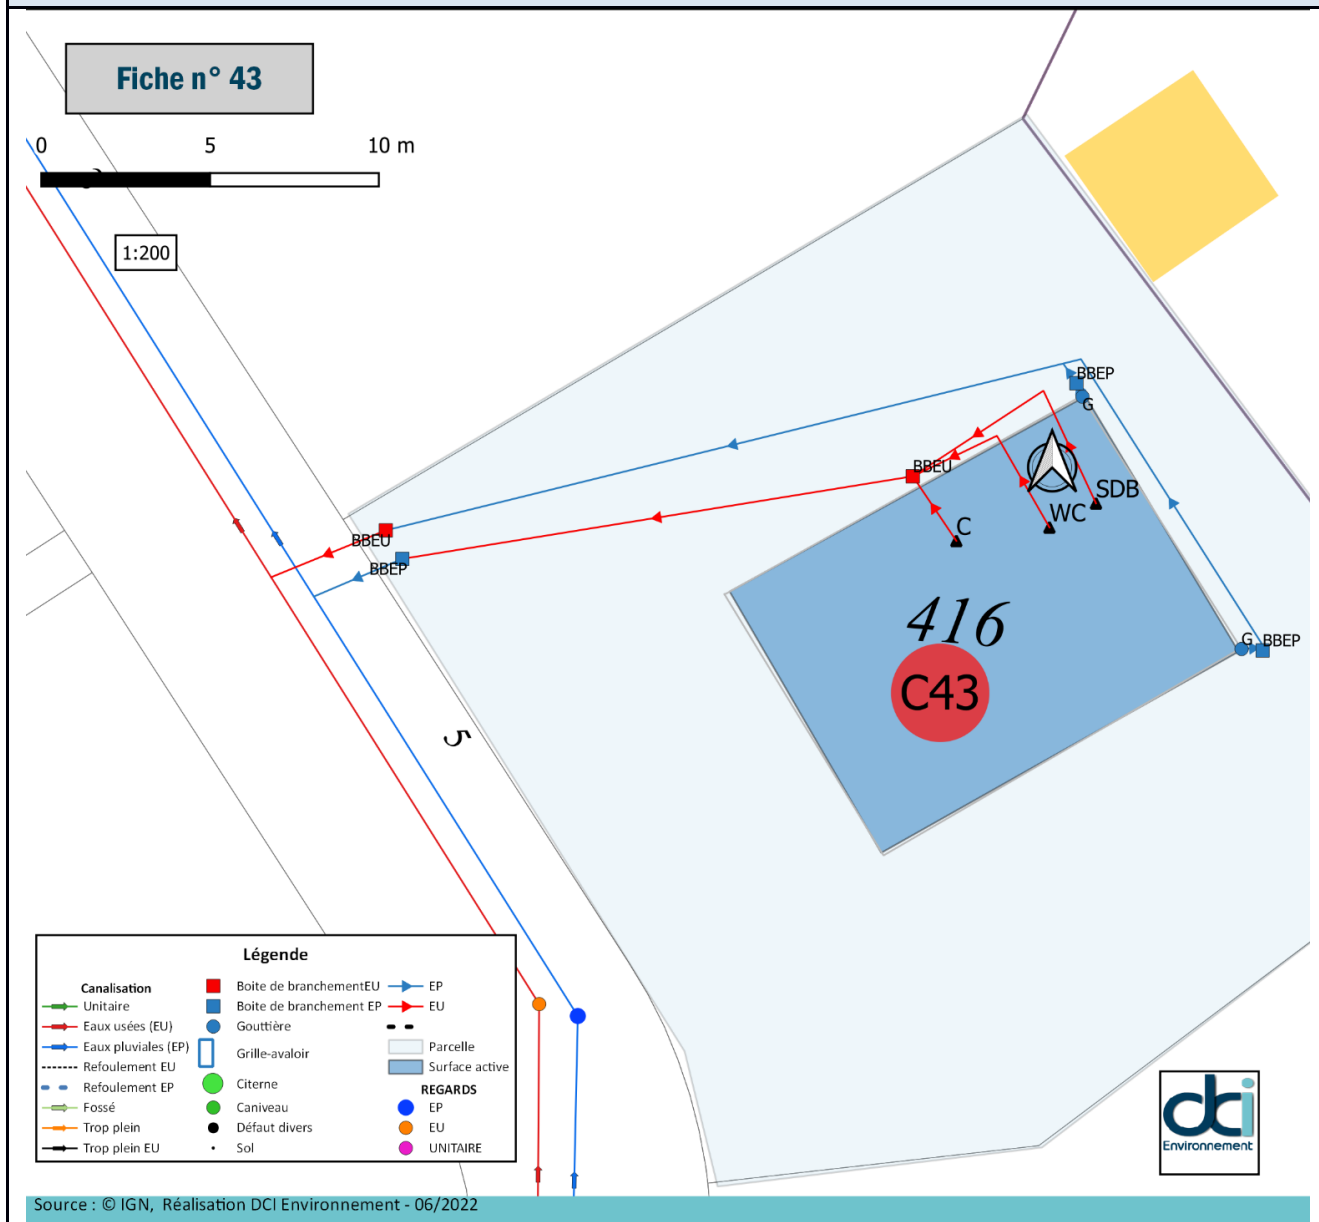 Fiche n° 43
0 5 10 m
1:200
BBEP
G
BBEU
SDB
WC
C
BBEU
BBEP
416
G BBEP
C43
5
Légende
Canalisation
Unitaire
Eaux usées (EU)
Eaux pluviales (EP)
Refoulement EU
Refoulement EP
Fossé
Trop plein
Trop plein EU
Boite de branchementEU
Boite de branchement EP
Gouttière
Grille-avaloir
Citerne
Caniveau
Défaut divers
Sol
EP
EU
Parcelle
Surface active
REGARDS
EP
EU
UNITAIRE
dci
Environnement
Source : © IGN, Réalisation DCI Environnement - 06/2022